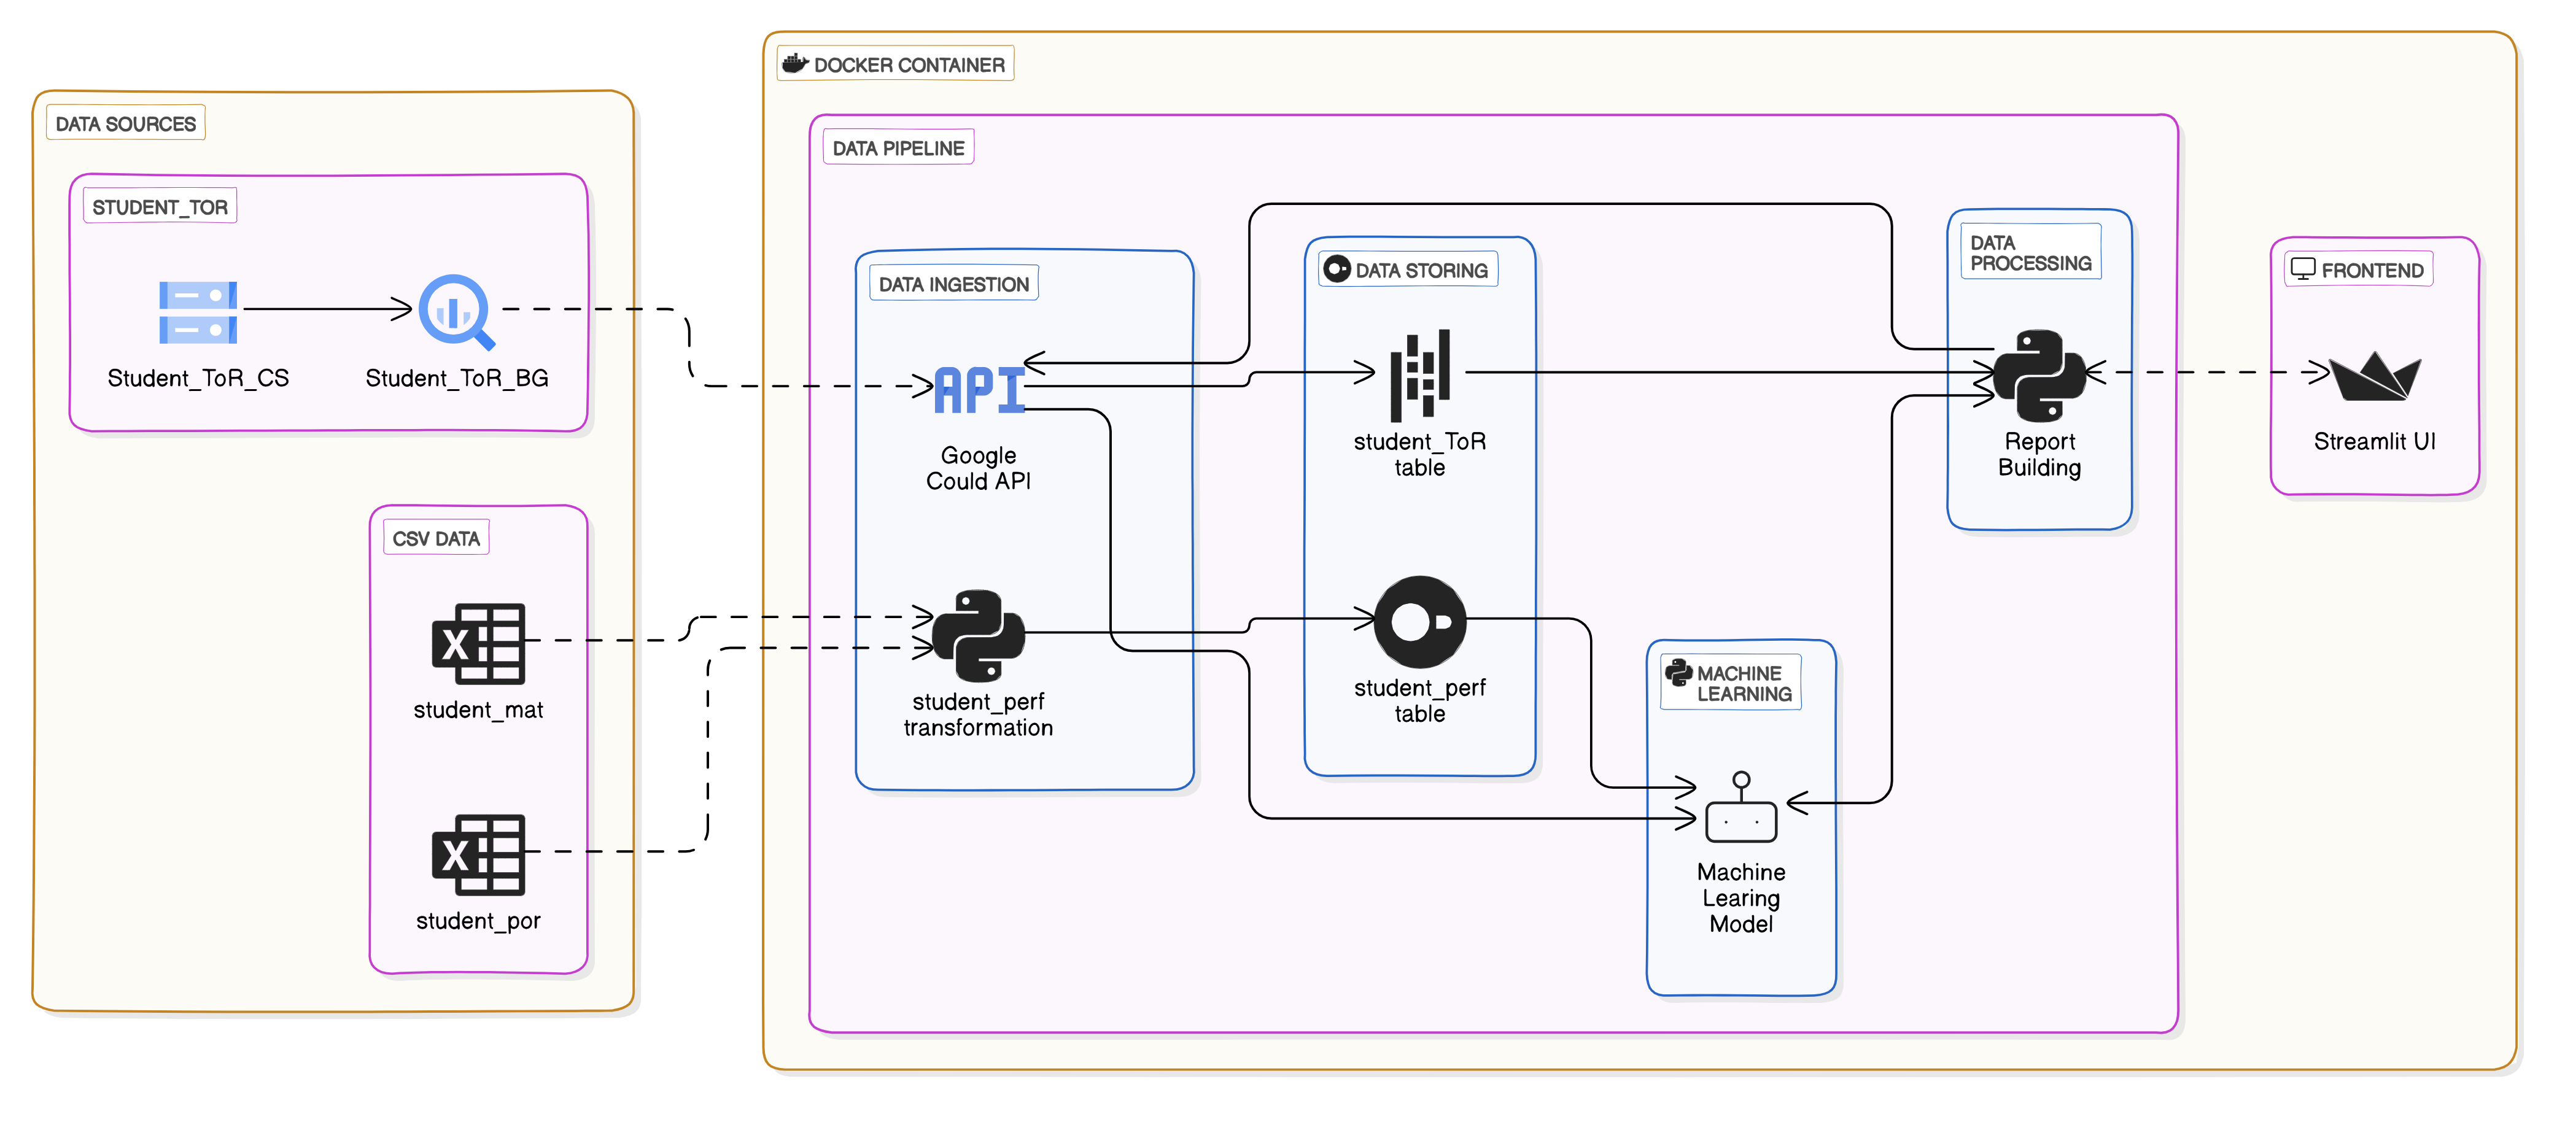 DOCKER CONTAINER
DATA SOURCES
DATA PIPELINE
STUDENT_TOR
Student_ToR_CS
Student_ToR_BG
CSV DATA
X
student_mat
X
student_por
DATA INGESTION
API
Google
Could API
student_perf
transformation
DATA STORING
student_ToR
table
student_perf
table
MACHINE
LEARNING
Machine
Learing
Model
DATA
PROCESSING
Report
Building
FRONTEND
Streamlit UI